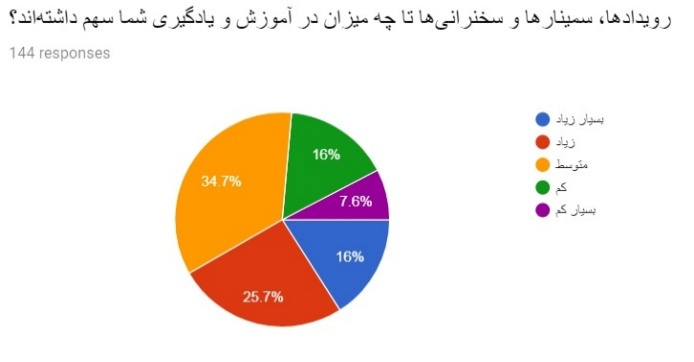 رویدادها، سمینارها و سخنرانی‌ها تا چه میزان در آموزش و یادگیری شما سهم داشته‌اند؟
144 responses
بسیار زیاد
زیاد
متوسط
کم
بسیار کم
16%
7.6%
34.7%
16%
25.7%